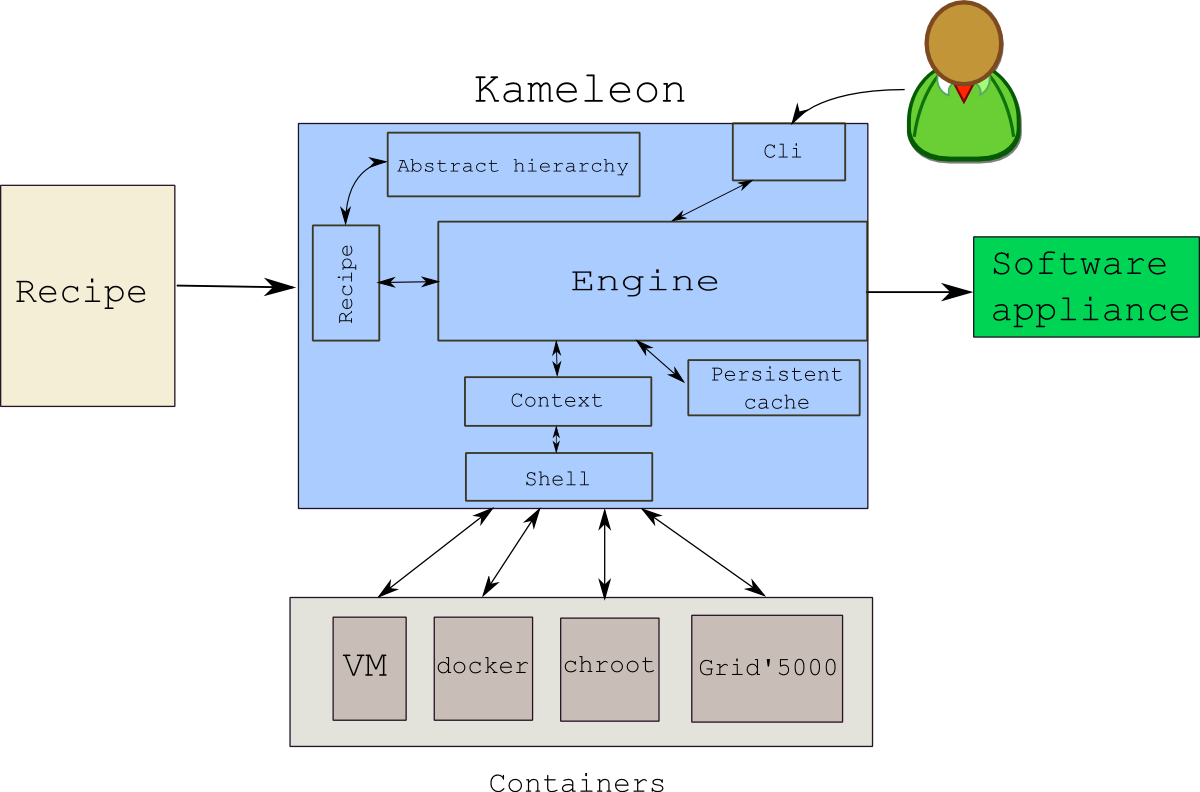 Kameleon
Abstract hierarchy
Cli
Recipe
Recipe
Engine
Software
appliance
Context
Persistent
cache
Shell
VM
docker
chroot
Grid'5000
Containers